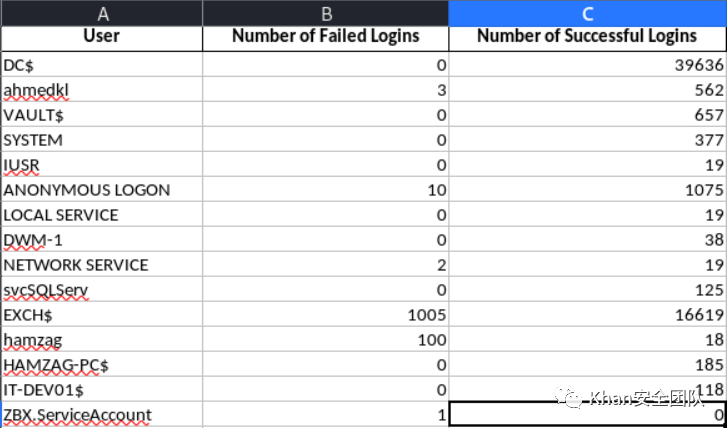 A B C
User Number of Failed Logins Number of Successful Logins
DC$ 0 39636
ahmedkl 3 562
VAULT$ 0 657
SYSTEM 0 377
IUSR 0 19
ANONYMOUS LOGON 10 1075
LOCAL SERVICE 0 19
DWM-1 0 38
NETWORK SERVICE 2 19
svcSQLServ 0 125
EXCH$ 1005 16619
hamzag 100 18
HAMZAG-PC$ 0 185
IT-DEV01$ 0 118
Khan安全团队
ZBX.ServiceAccount 1 0